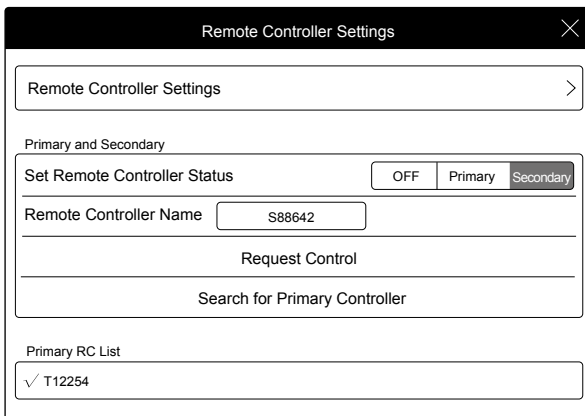 Remote Controller Settings
Remote Controller Settings
Primary and Secondary
Set Remote Controller Status OFF Primary Secondary
Remote Controller Name S88642
Request Control
Search for Primary Controller
Primary RC List
√ T12254